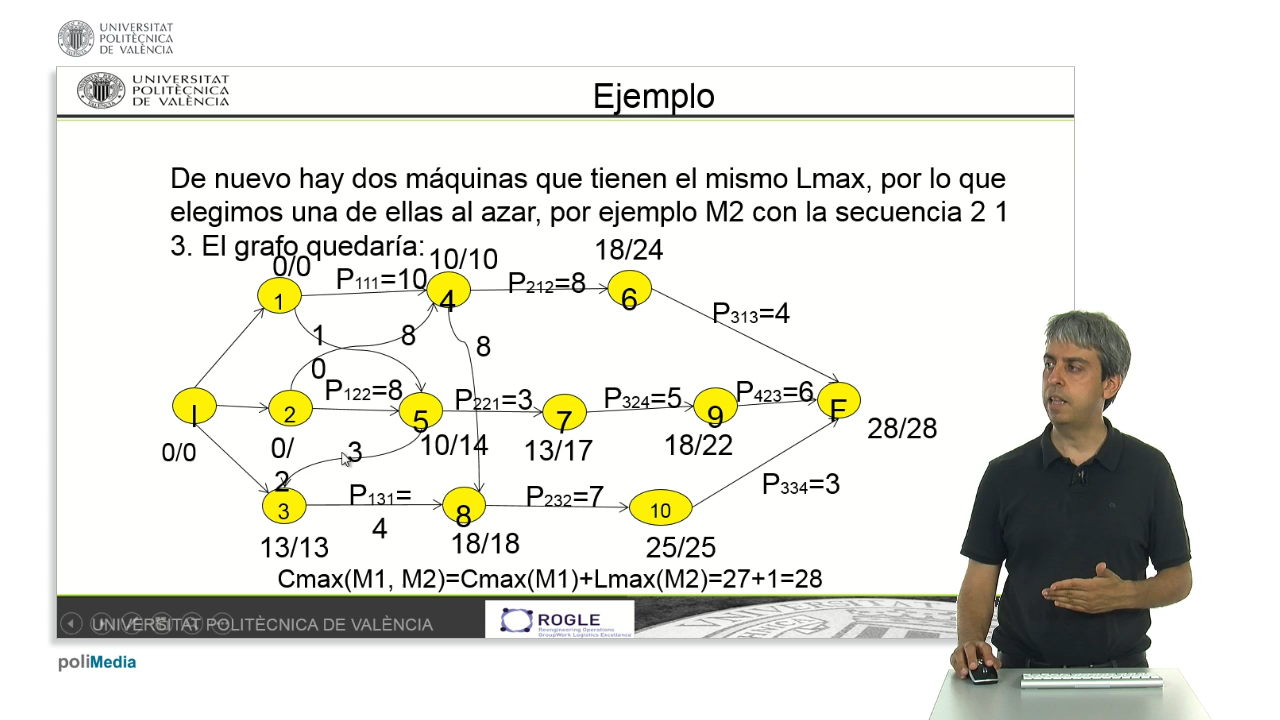 UNIVERSITAT
POLITÈCNICA
DE VALÈNCIA
UNIVERSITAT
POLITÈCNICA
DE VALÈNCIA
Ejemplo
De nuevo hay dos máquinas que tienen el mismo Lmax, por lo que
elegimos una de ellas al azar, por ejemplo M2 con la secuencia 2 1
3. El grafo quedaría:
0/0
10/10
18/24
P111=10
P212=8
1
4
6
P313=4
1
0
8
8
P122=8
P221=3
P324=5
P423=6
I
2
5
7
9
F
0/0
0/
2
3
10/14
13/17
18/22
28/28
P131=
4
P232=7
P334=3
3
8
10
13/13
18/18
25/25
Cmax(M1, M2)=Cmax(M1)+Lmax(M2)=27+1=28
UNIVERSITAT POLITÈCNICA DE VALÈNCIA
ROGLE
Reengineering Operations
GroupWork Logistics Excellence
poliMedia